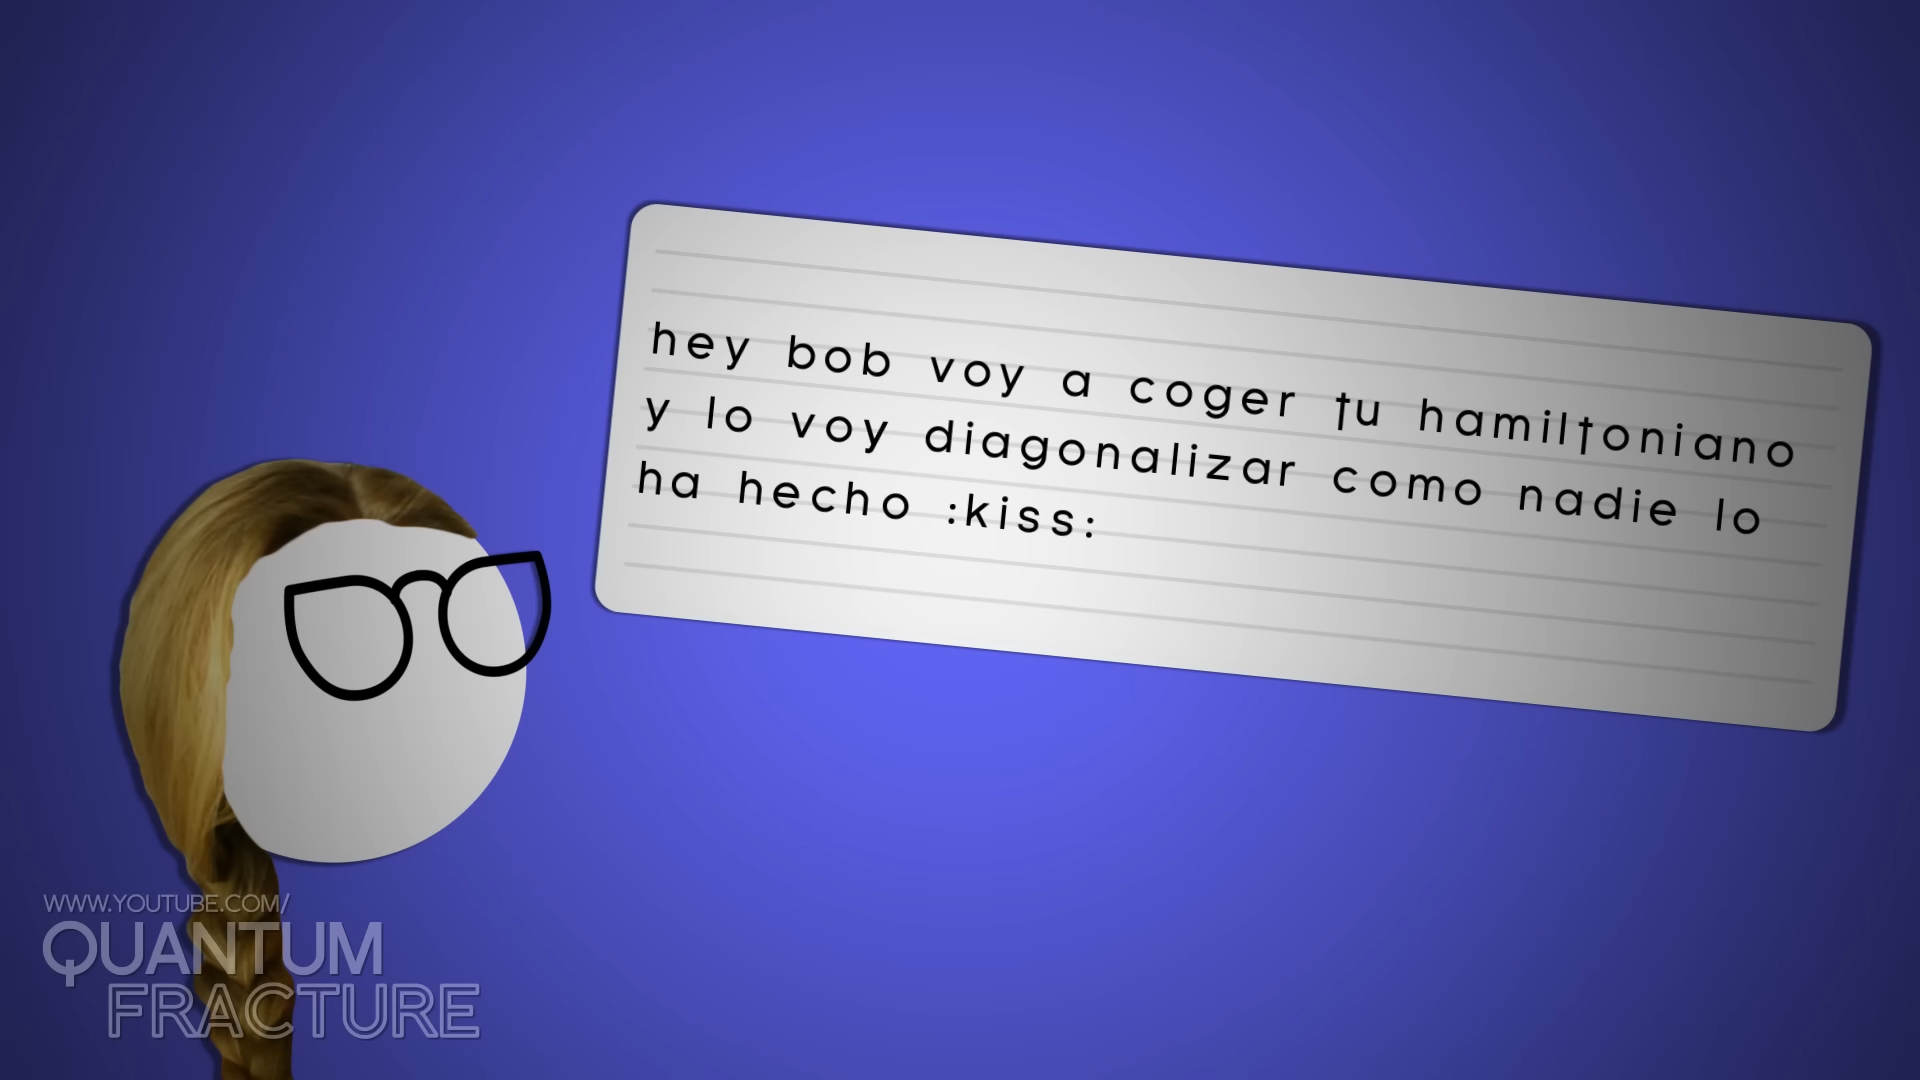 hey bob voy a coger tu hamiltoniano
y lo voy diagonalizar como nadie lo
ha hecho :kiss:
WWW.YOUTUBE.COM/
QUANTUM
FRACTURE